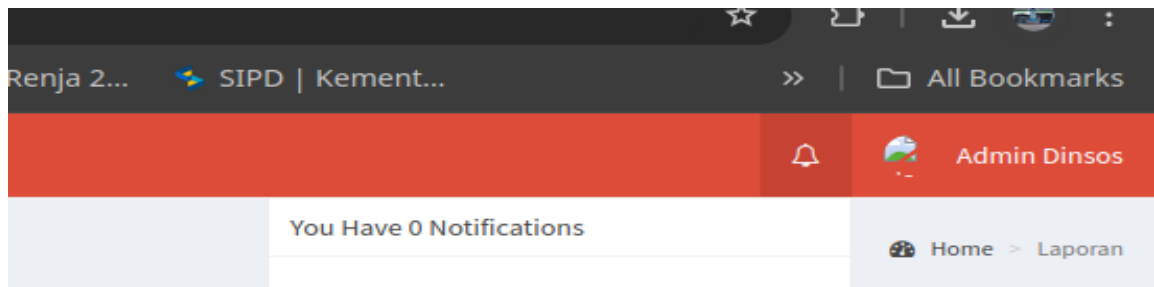 Renja 2... SIPD | Kement... » All Bookmarks
Admin Dinsos
You Have 0 Notifications
Home > Laporan